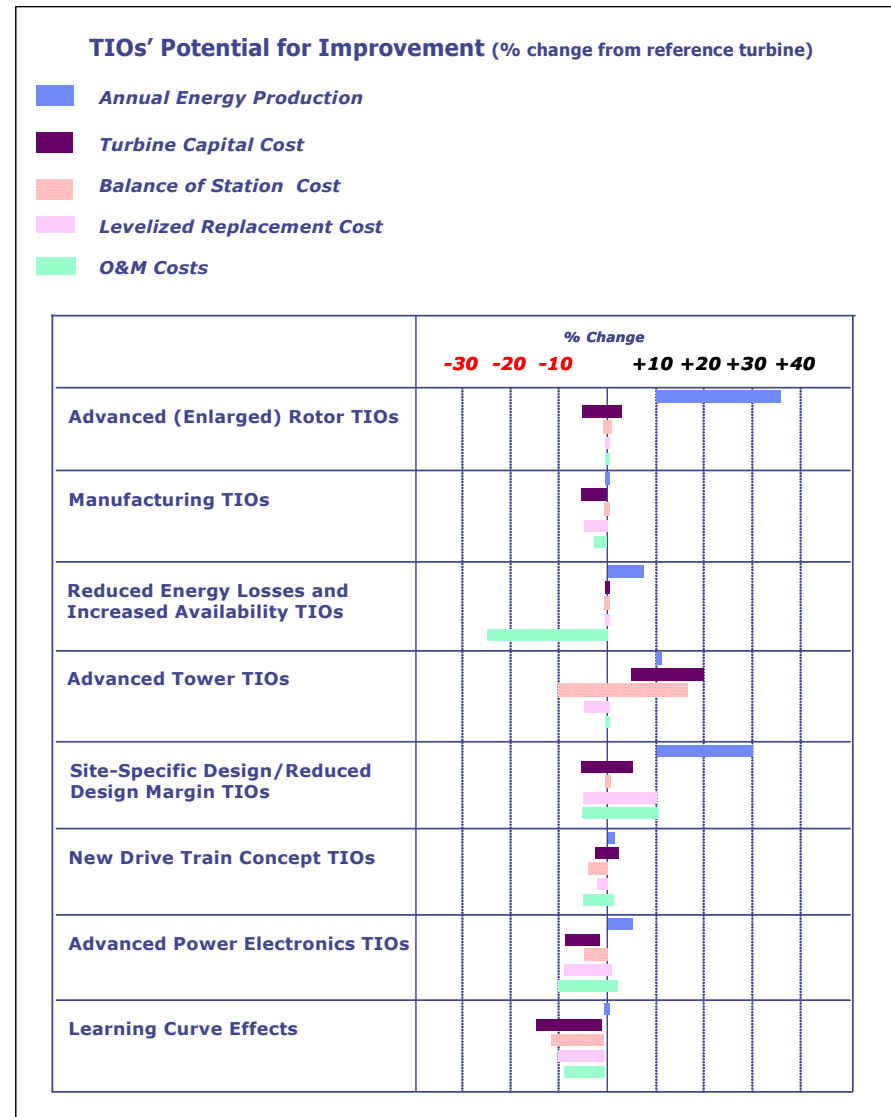 TIOs’ Potential for Improvement (% change from reference turbine)
Annual Energy Production
Turbine Capital Cost
Balance of Station Cost
Levelized Replacement Cost
O&M Costs
% Change
-30 -20 -10 +10 +20 +30 +40
Advanced (Enlarged) Rotor TIOs
Manufacturing TIOs
Reduced Energy Losses and
Increased Availability TIOs
Advanced Tower TIOs
Site-Specific Design/Reduced
Design Margin TIOs
New Drive Train Concept TIOs
Advanced Power Electronics TIOs
Learning Curve Effects